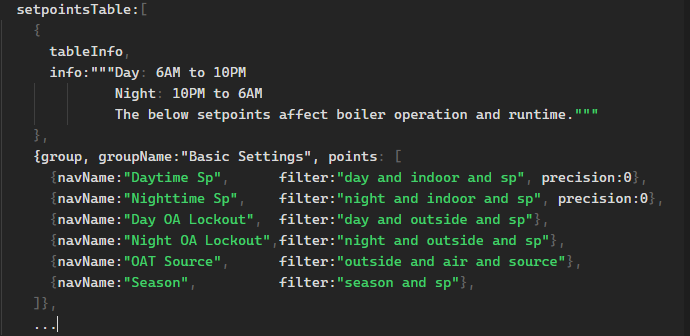 setpointsTable:[
  {
    tableInfo,
    info:"""Day: 6AM to 10PM
            Night: 10PM to 6AM
            The below setpoints affect boiler operation and runtime."""
  },
  {group, groupName:"Basic Settings", points: [
    {navName:"Daytime Sp",      filter:"day and indoor and sp", precision:0},
    {navName:"Nighttime Sp",    filter:"night and indoor and sp", precision:0},
    {navName:"Day OA Lockout",  filter:"day and outside and sp"},
    {navName:"Night OA Lockout",filter:"night and outside and sp"},
    {navName:"OAT Source",      filter:"outside and air and source"},
    {navName:"Season",          filter:"season and sp"},
  ]},
  ...